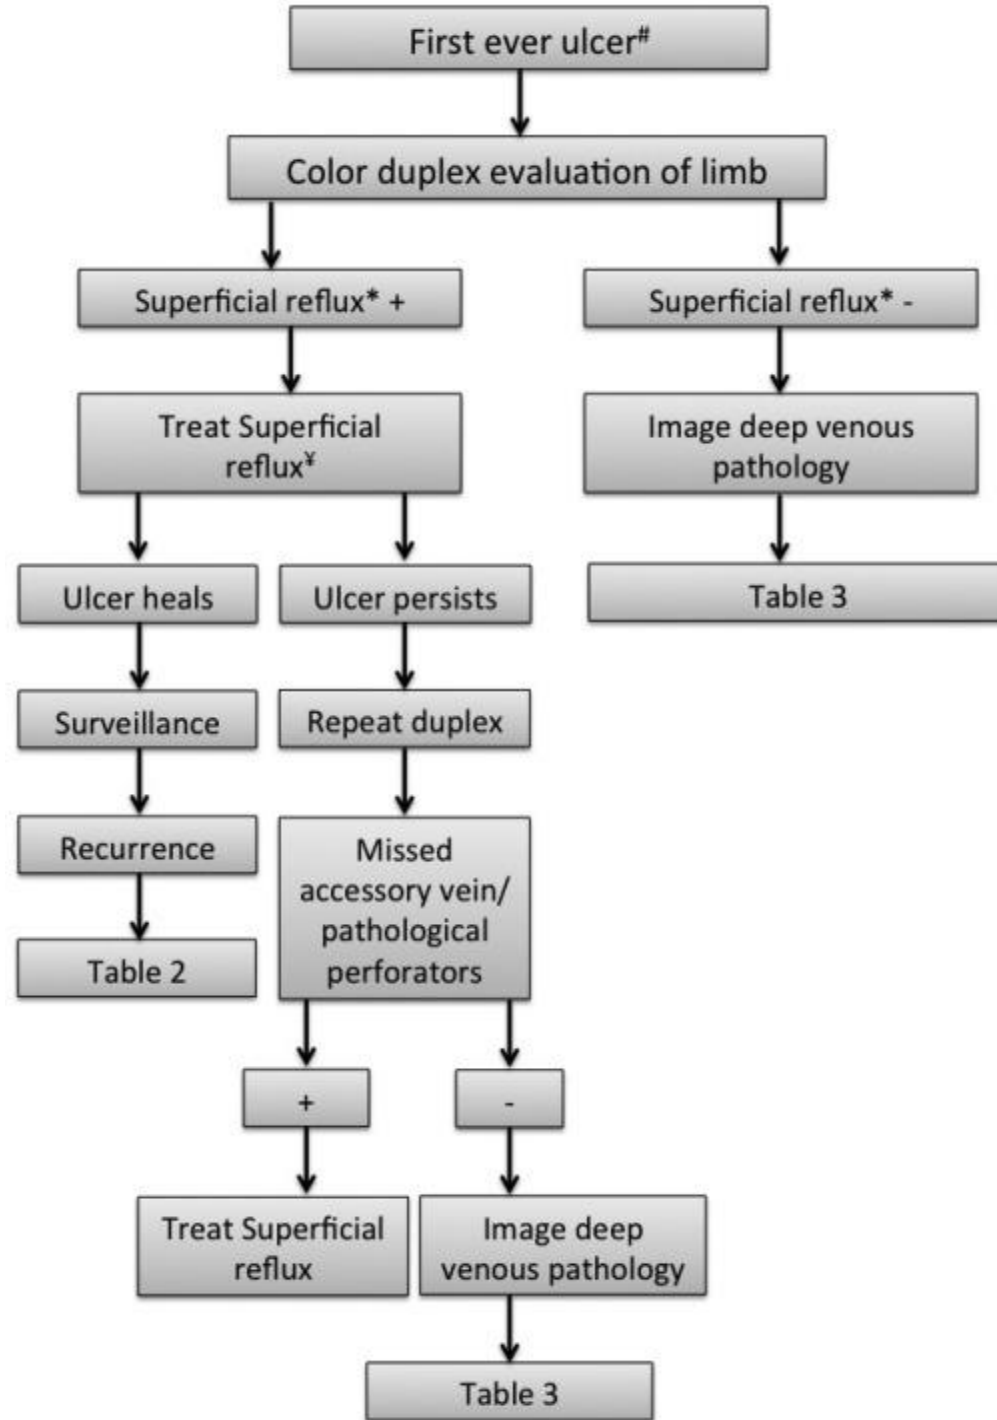 First ever ulcer#
Color duplex evaluation of limb
Superficial reflux* +
Superficial reflux* -
Treat Superficial
reflux¥
Image deep venous
pathology
Ulcer heals
Ulcer persists
Table 3
Surveillance
Repeat duplex
Recurrence
Missed
accessory vein/
pathological
perforators
Table 2
+
-
Treat Superficial
reflux
Image deep
venous pathology
Table 3